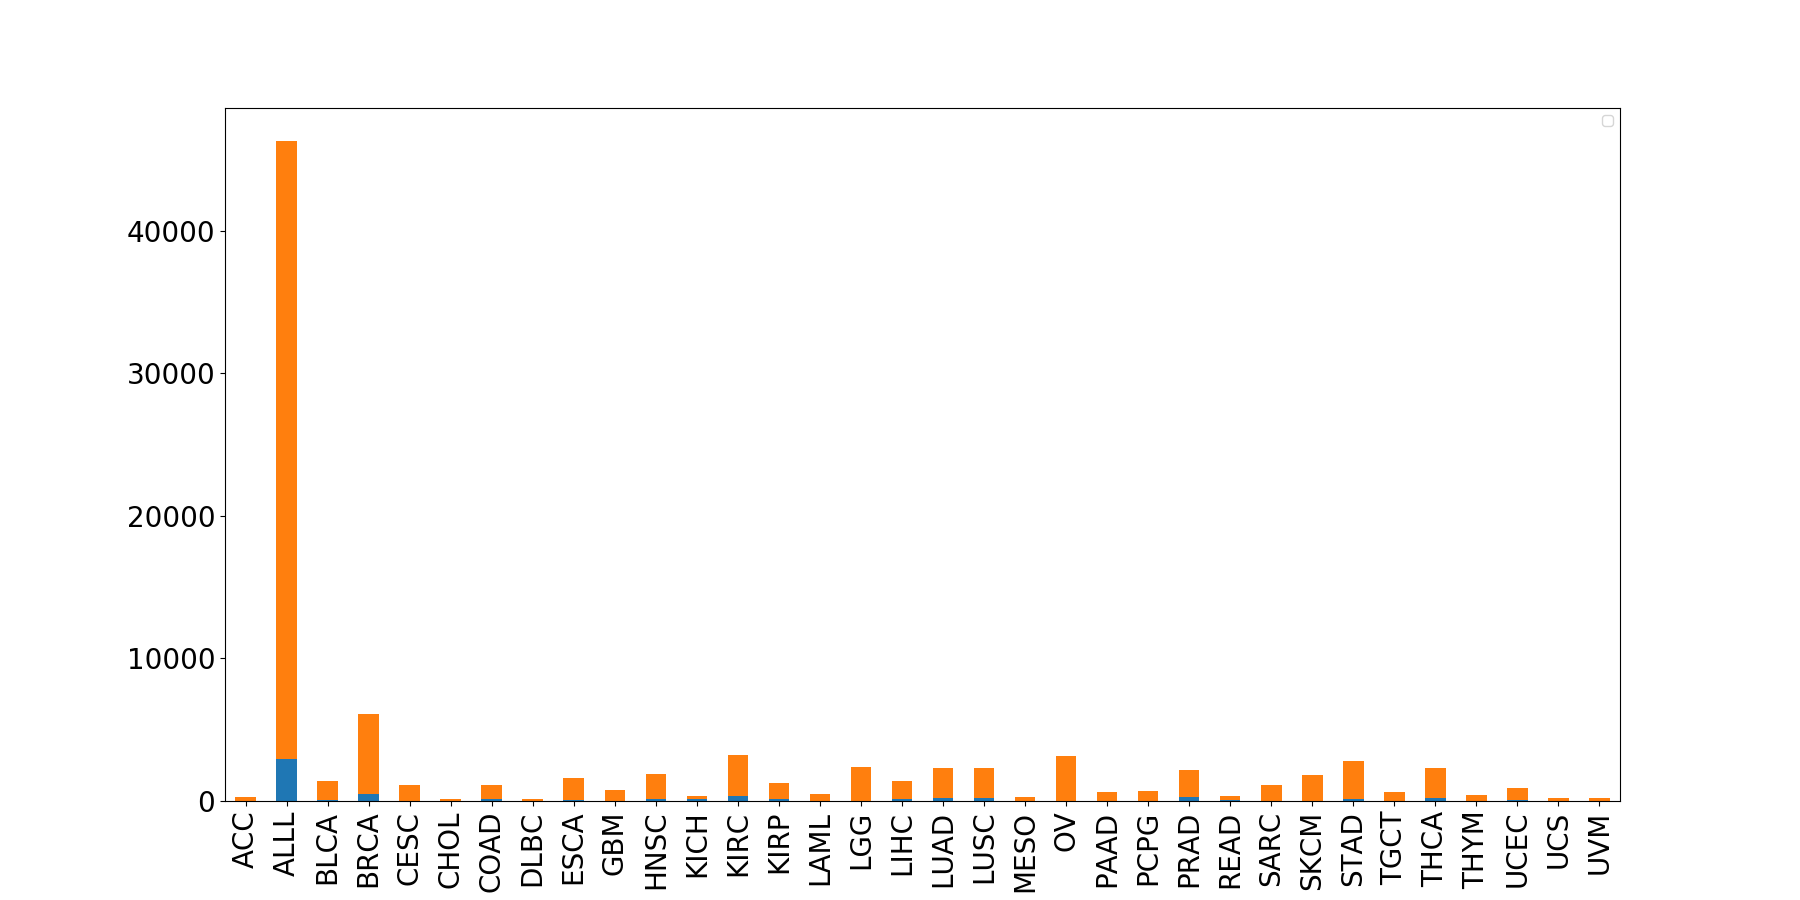 40000
30000
20000
10000
0
ACC
ALLL
BLCA
BRCA
CESC
CHOL
COAD
DLBC
ESCA
GBM
HNSC
KICH
KIRC
KIRP
LAML
LGG
LIHC
LUAD
LUSC
MESO
OV
PAAD
PCPG
PRAD
READ
SARC
SKCM
STAD
TGCT
THCA
THYM
UCEC
UCS
UVM